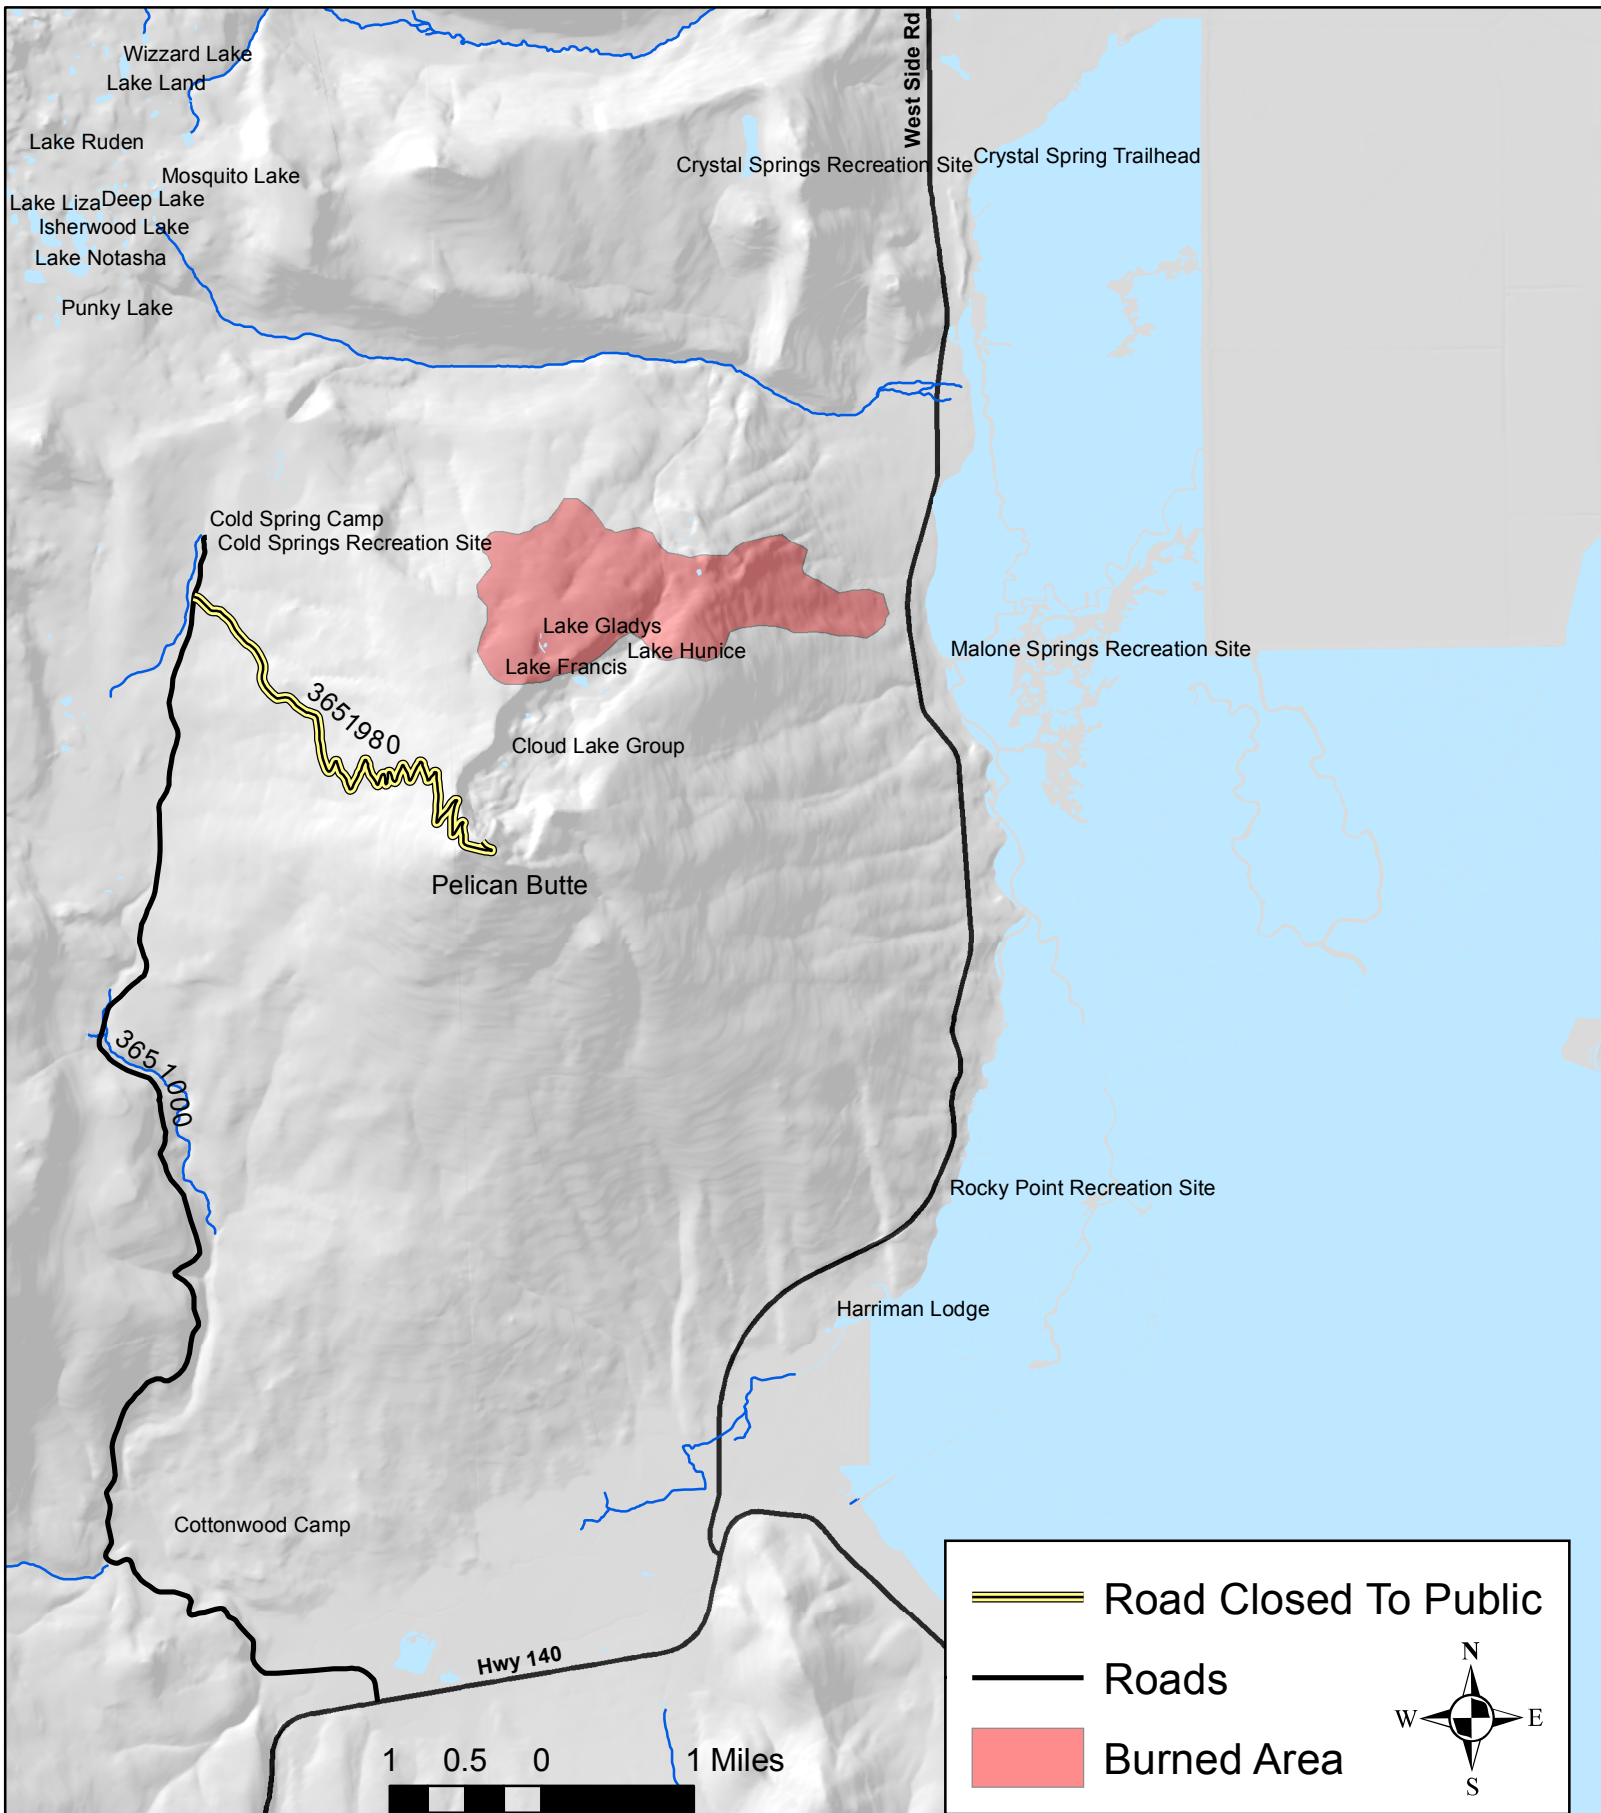 West Side Rd
Wizzard Lake
Lake Land
Lake Ruden
Crystal Springs Recreation Site
Crystal Spring Trailhead
Mosquito Lake
Lake Liza
Deep Lake
Isherwood Lake
Lake Notasha
Punky Lake
Cold Spring Camp
Cold Springs Recreation Site
Lake Gladys
Lake Hunice
Malone Springs Recreation Site
Lake Francis
3651980
Cloud Lake Group
Pelican Butte
3651000
Rocky Point Recreation Site
Harriman Lodge
Cottonwood Camp
Hwy 140
Road Closed To Public
Roads
Burned Area
N
W
E
S
1 0.5 0 1 Miles